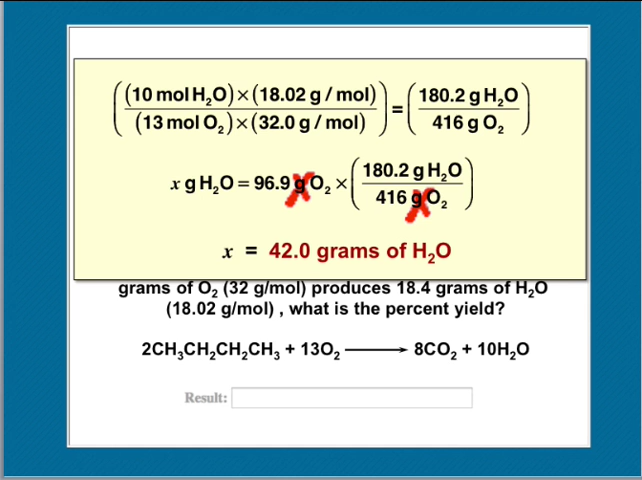 ((10 mol H₂O)×(18.02 g / mol) / (13 mol O₂)×(32.0 g / mol)) = (180.2 g H₂O / 416 g O₂)
x g H₂O = 96.9 g O₂ × (180.2 g H₂O / 416 g O₂)
x = 42.0 grams of H₂O
grams of O₂ (32 g/mol) produces 18.4 grams of H₂O
(18.02 g/mol) , what is the percent yield?
2CH₃CH₂CH₂CH₃ + 13O₂ ⟶ 8CO₂ + 10H₂O
Result: